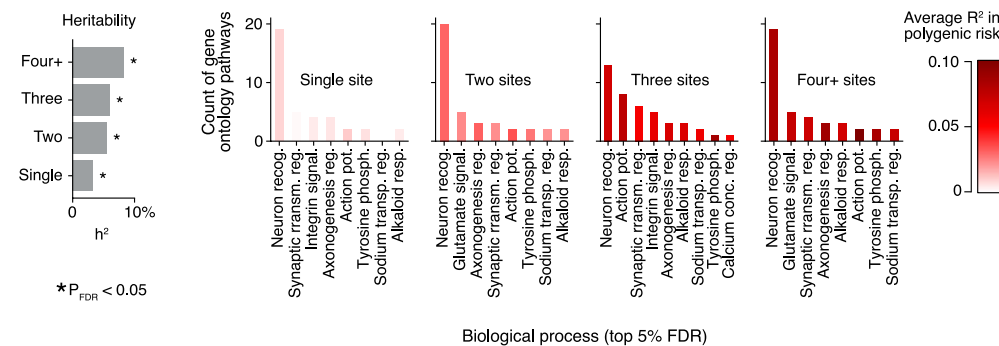 Heritability
Four+
*
Three
*
Two
*
Single
*
0
10%
h²
*P_FDR < 0.05
Count of gene
ontology pathways
20
10
0
Single site
Neuron recog.
Synaptic transm. reg.
Integrin signal.
Axonogenesis reg.
Action pot.
Tyrosine phosph.
Sodium transp. reg.
Alkaloid resp.
Two sites
Neuron recog.
Glutamate signal.
Axonogenesis reg.
Synaptic rransm. reg.
Action pot.
Tyrosine phosph.
Sodium transp. reg.
Alkaloid resp.
Three sites
Neuron recog.
Action pot.
Synaptic rransm. reg.
Integrin signal.
Axonogenesis reg.
Alkaloid resp.
Sodium transp. reg.
Tyrosine phosph.
Calcium conc. reg.
Four+ sites
Neuron recog.
Glutamate signal.
Synaptic rransm. reg.
Axonogenesis reg.
Alkaloid resp.
Action pot.
Tyrosine phosph.
Sodium transp. reg.
Biological process (top 5% FDR)
Average R² in
polygenic risk
0.10
0.05
0